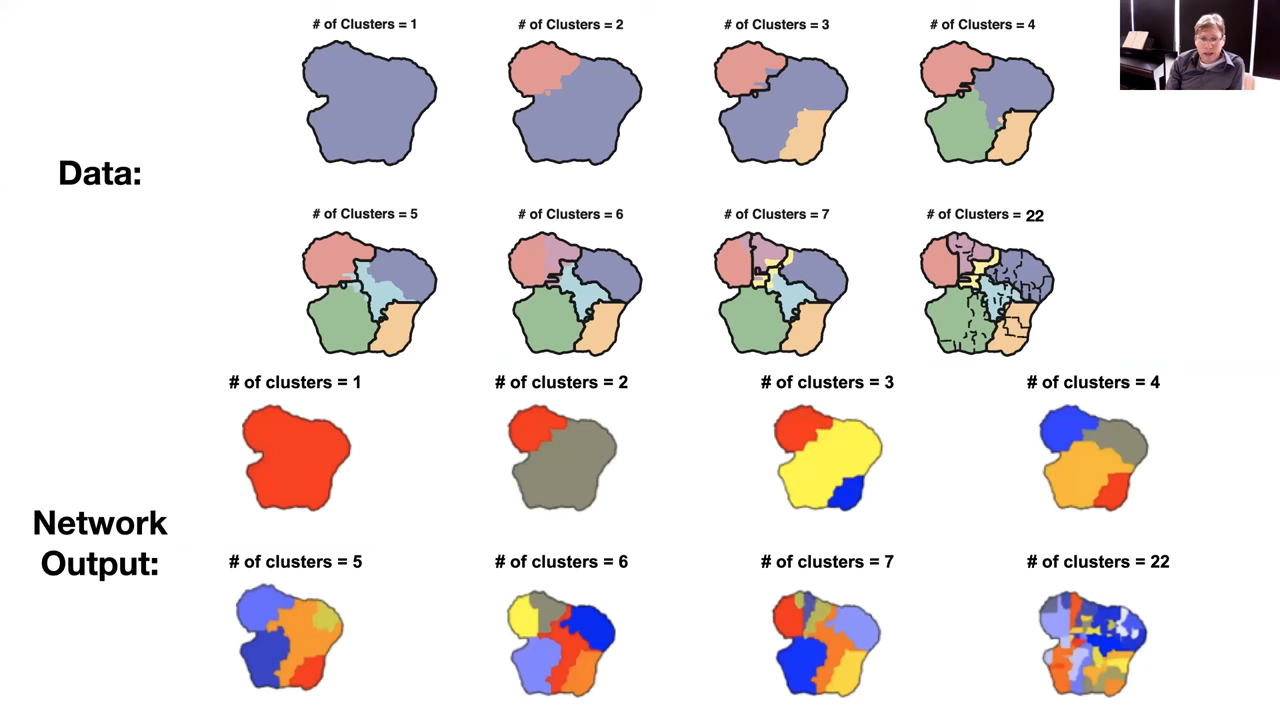 # of Clusters = 1
# of Clusters = 2
# of Clusters = 3
# of Clusters = 4
Data:
# of Clusters = 5
# of Clusters = 6
# of Clusters = 7
# of Clusters = 22
# of clusters = 1
# of clusters = 2
# of clusters = 3
# of clusters = 4
Network
Output:
# of clusters = 5
# of clusters = 6
# of clusters = 7
# of clusters = 22